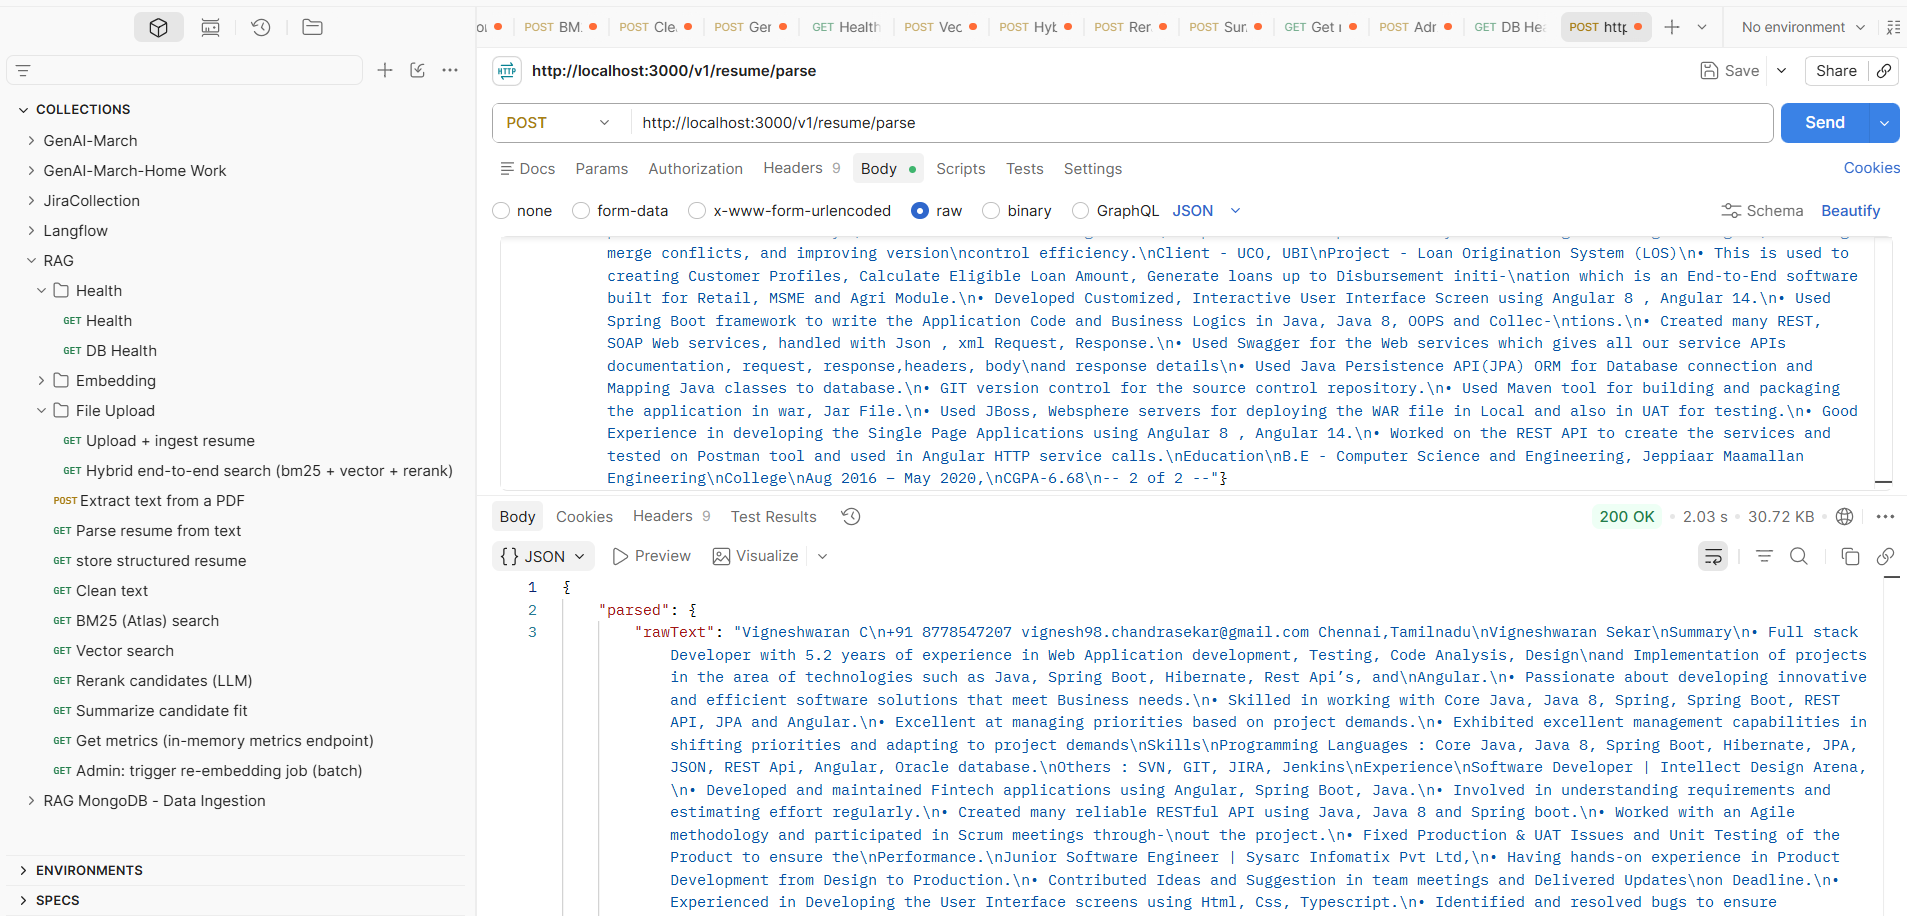 POST BM.
POST Cle.
POST Ger
GET Health
POST Vec
POST Hyb
POST Rer
POST Sur.
GET Get
POST Adr
GET DB He
POST http
No environment
HTTP http://localhost:3000/v1/resume/parse
Save
Share
COLLECTIONS
GenAI-March
GenAI-March-Home Work
JiraCollection
Langflow
RAG
Health
GET Health
GET DB Health
Embedding
File Upload
GET Upload + ingest resume
GET Hybrid end-to-end search (bm25 + vector + rerank)
POST Extract text from a PDF
GET Parse resume from text
GET store structured resume
GET Clean text
GET BM25 (Atlas) search
GET Vector search
GET Rerank candidates (LLM)
GET Summarize candidate fit
GET Get metrics (in-memory metrics endpoint)
GET Admin: trigger re-embedding job (batch)
RAG MongoDB - Data Ingestion
ENVIRONMENTS
SPECS
POST http://localhost:3000/v1/resume/parse
Send
Docs Params Authorization Headers 9 Body Scripts Tests Settings
Cookies
none form-data x-www-form-urlencoded raw binary GraphQL JSON
Schema Beautify
merge conflicts, and improving version\ncontrol efficiency.\nClient - UCO, UBI\nProject - Loan Origination System (LOS)\n• This is used to
creating Customer Profiles, Calculate Eligible Loan Amount, Generate loans up to Disbursement initi-\nation which is an End-to-End software
built for Retail, MSME and Agri Module.\n• Developed Customized, Interactive User Interface Screen using Angular 8 , Angular 14.\n• Used
Spring Boot framework to write the Application Code and Business Logics in Java, Java 8, OOPS and Collec-\ntions.\n• Created many REST,
SOAP Web services, handled with Json , xml Request, Response.\n• Used Swagger for the Web services which gives all our service APIs
documentation, request, response,headers, body\nand response details\n• Used Java Persistence API(JPA) ORM for Database connection and
Mapping Java classes to database.\n• GIT version control for the source control repository.\n• Used Maven tool for building and packaging
the application in war, Jar File.\n• Used JBoss, Websphere servers for deploying the WAR file in Local and also in UAT for testing.\n• Good
Experience in developing the Single Page Applications using Angular 8 , Angular 14.\n• Worked on the REST API to create the services and
tested on Postman tool and used in Angular HTTP service calls.\nEducation\nB.E - Computer Science and Engineering, Jeppiaar Maamallan
Engineering\nCollege\nAug 2016 – May 2020,\nCGPA-6.68\n-- 2 of 2 --"}
Body Cookies Headers 9 Test Results
200 OK • 2.03 s • 30.72 KB
{} JSON Preview Visualize
1 {
2 "parsed": {
3 "rawText": "Vigneshwaran C\n+91 8778547207 vignesh98.chandrasekar@gmail.com Chennai,Tamilnadu\nVigneshwaran Sekar\nSummary\n• Full stack
Developer with 5.2 years of experience in Web Application development, Testing, Code Analysis, Design\nand Implementation of projects
in the area of technologies such as Java, Spring Boot, Hibernate, Rest Api’s, and\nAngular.\n• Passionate about developing innovative
and efficient software solutions that meet Business needs.\n• Skilled in working with Core Java, Java 8, Spring, Spring Boot, REST
API, JPA and Angular.\n• Excellent at managing priorities based on project demands.\n• Exhibited excellent management capabilities in
shifting priorities and adapting to project demands\nSkills\nProgramming Languages : Core Java, Java 8, Spring Boot, Hibernate, JPA,
JSON, REST Api, Angular, Oracle database.\nOthers : SVN, GIT, JIRA, Jenkins\nExperience\nSoftware Developer | Intellect Design Arena,
\n• Developed and maintained Fintech applications using Angular, Spring Boot, Java.\n• Involved in understanding requirements and
estimating effort regularly.\n• Created many reliable RESTful API using Java, Java 8 and Spring boot.\n• Worked with an Agile
methodology and participated in Scrum meetings through-\nout the project.\n• Fixed Production & UAT Issues and Unit Testing of the
Product to ensure the\nPerformance.\nJunior Software Engineer | Sysarc Infomatix Pvt Ltd,\n• Having hands-on experience in Product
Development from Design to Production.\n• Contributed Ideas and Suggestion in team meetings and Delivered Updates\non Deadline.\n•
Experienced in Developing the User Interface screens using Html, Css, Typescript.\n• Identified and resolved bugs to ensure